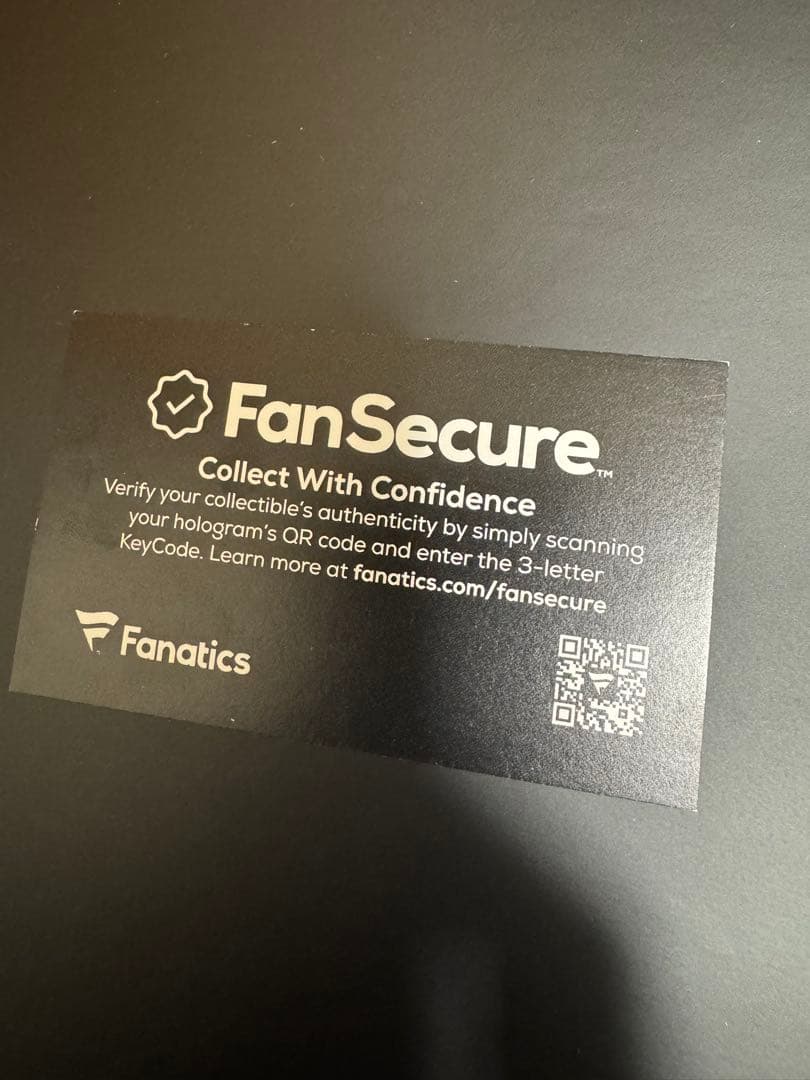 FanSecure™
Collect With Confidence
Verify your collectible's authenticity by simply scanning
your hologram's QR code and enter the 3-letter
KeyCode. Learn more at fanatics.com/fansecure
Fanatics